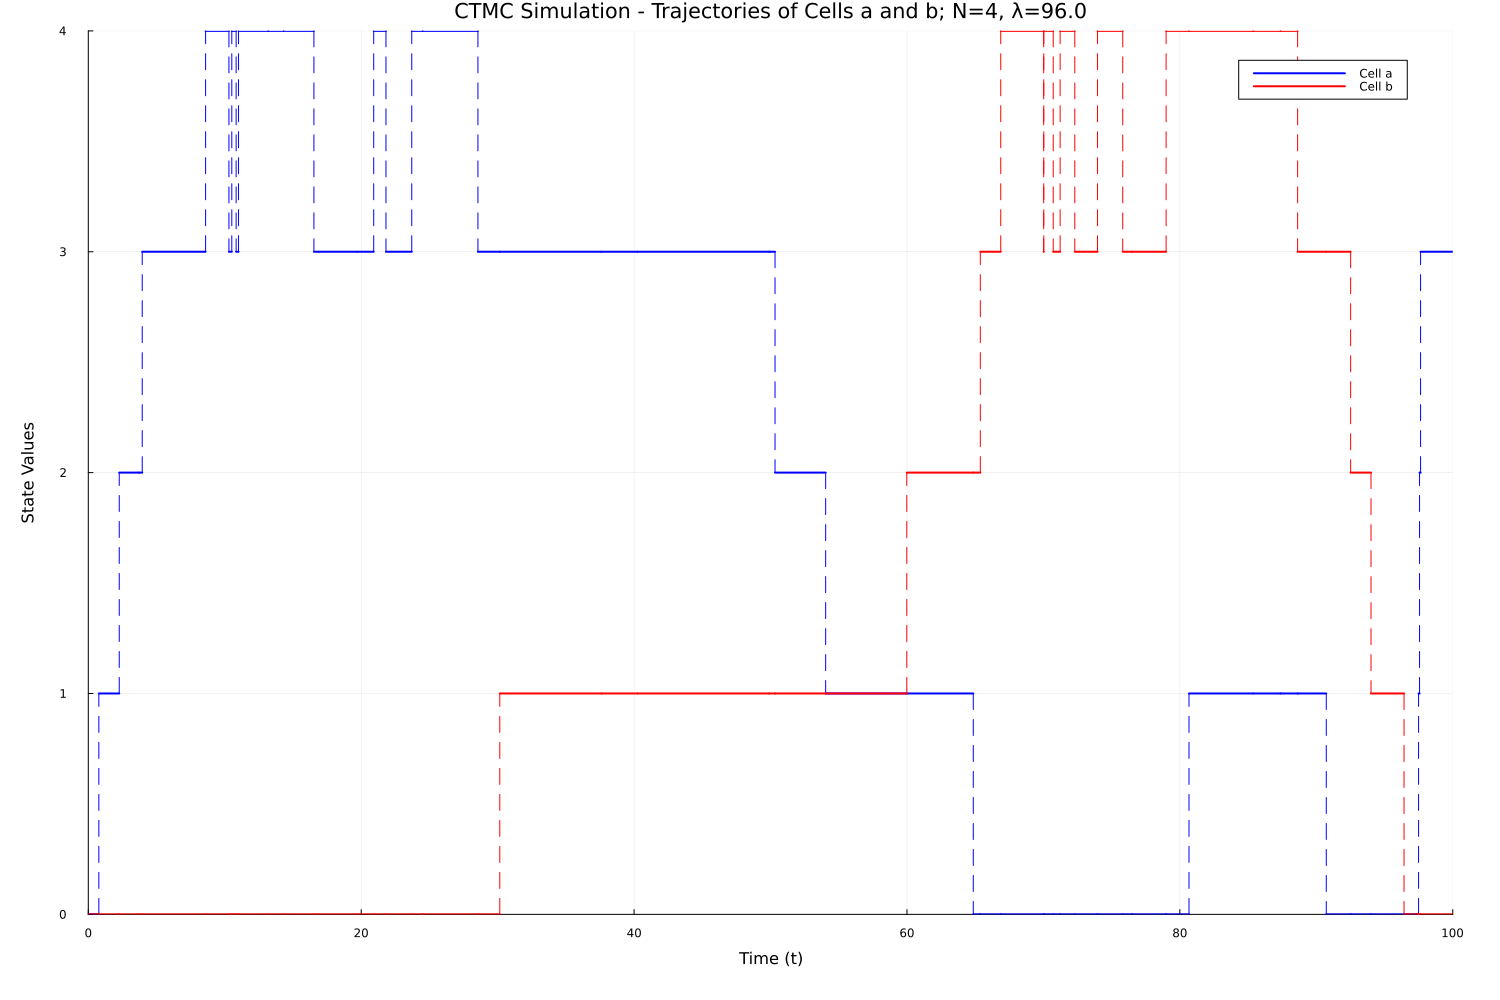 CTMC Simulation - Trajectories of Cells a and b; N=4, λ=96.0
4
Cell a
Cell b
3
State Values
2
1
0
0 20 40 60 80 100
Time (t)